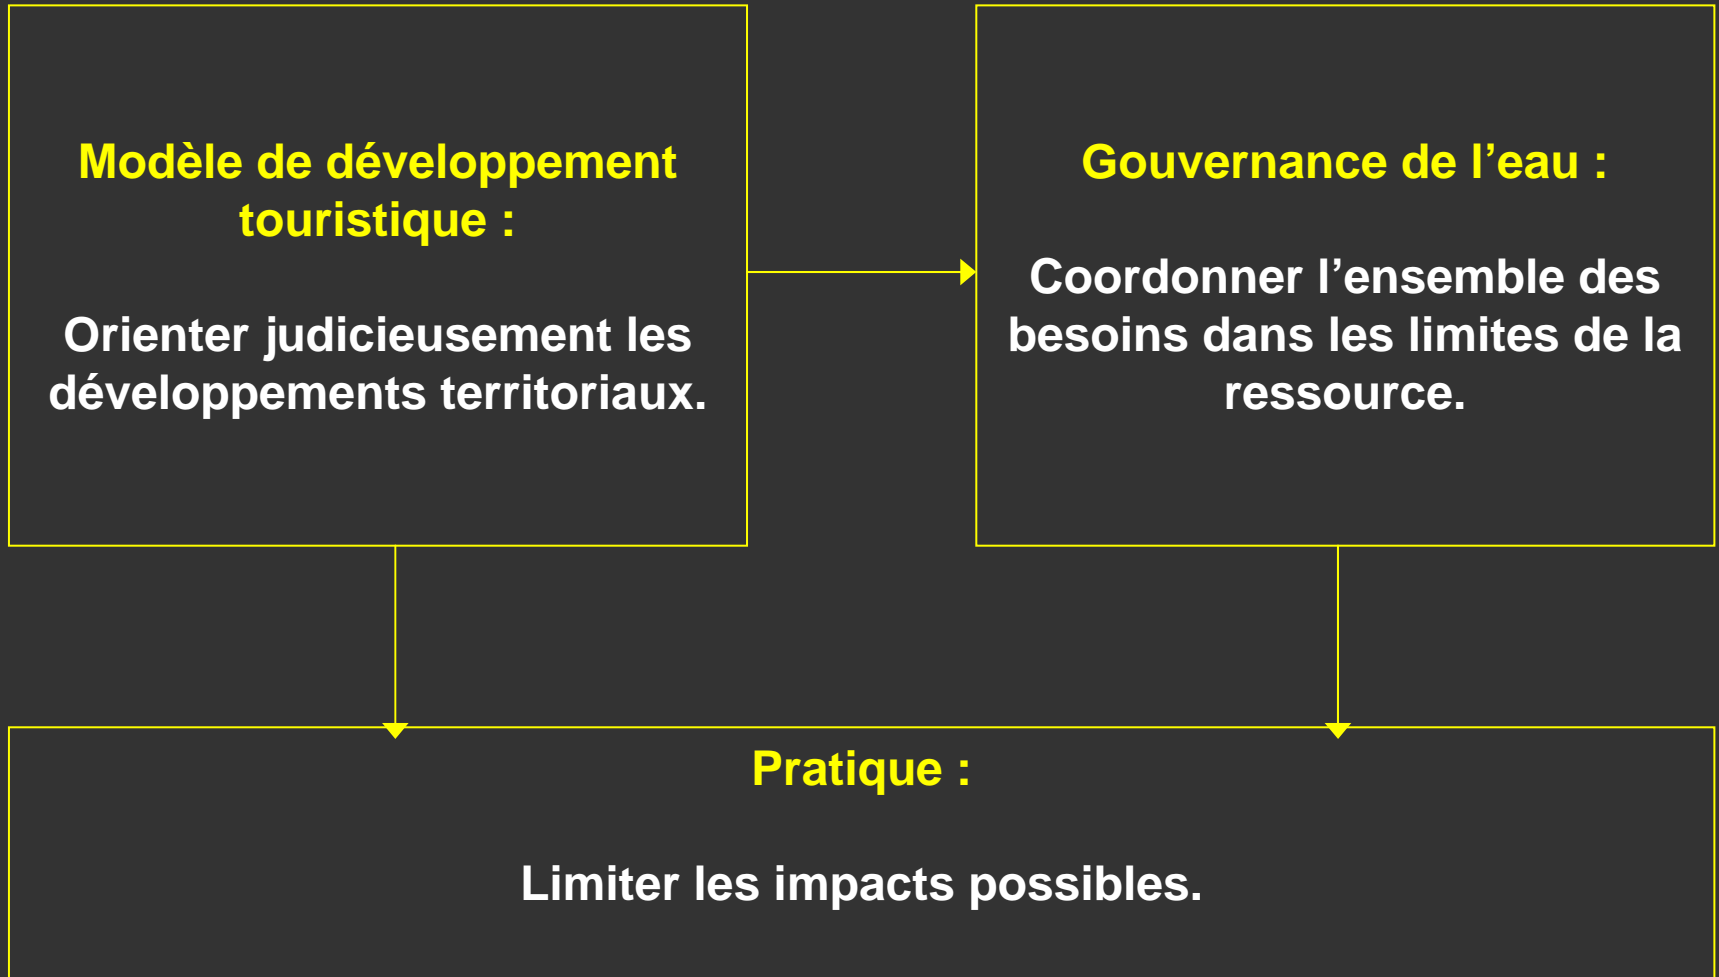 Modèle de développement
touristique :
Orienter judicieusement les
développements territoriaux.
Gouvernance de l’eau :
Coordonner l’ensemble des
besoins dans les limites de la
ressource.
Pratique :
Limiter les impacts possibles.